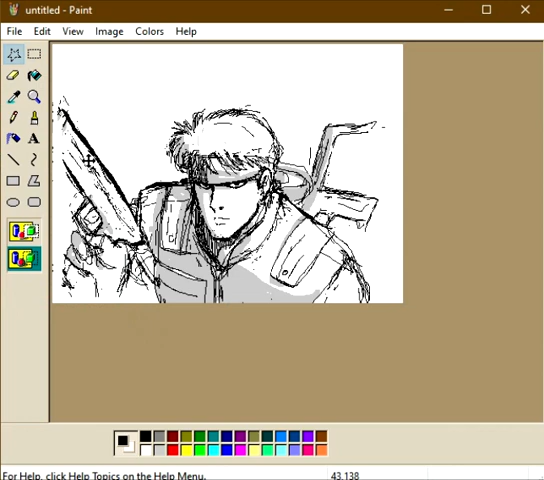 untitled - Paint
File Edit View Image Colors Help
A
For Help, click Help Topics on the Help Menu.
43,138